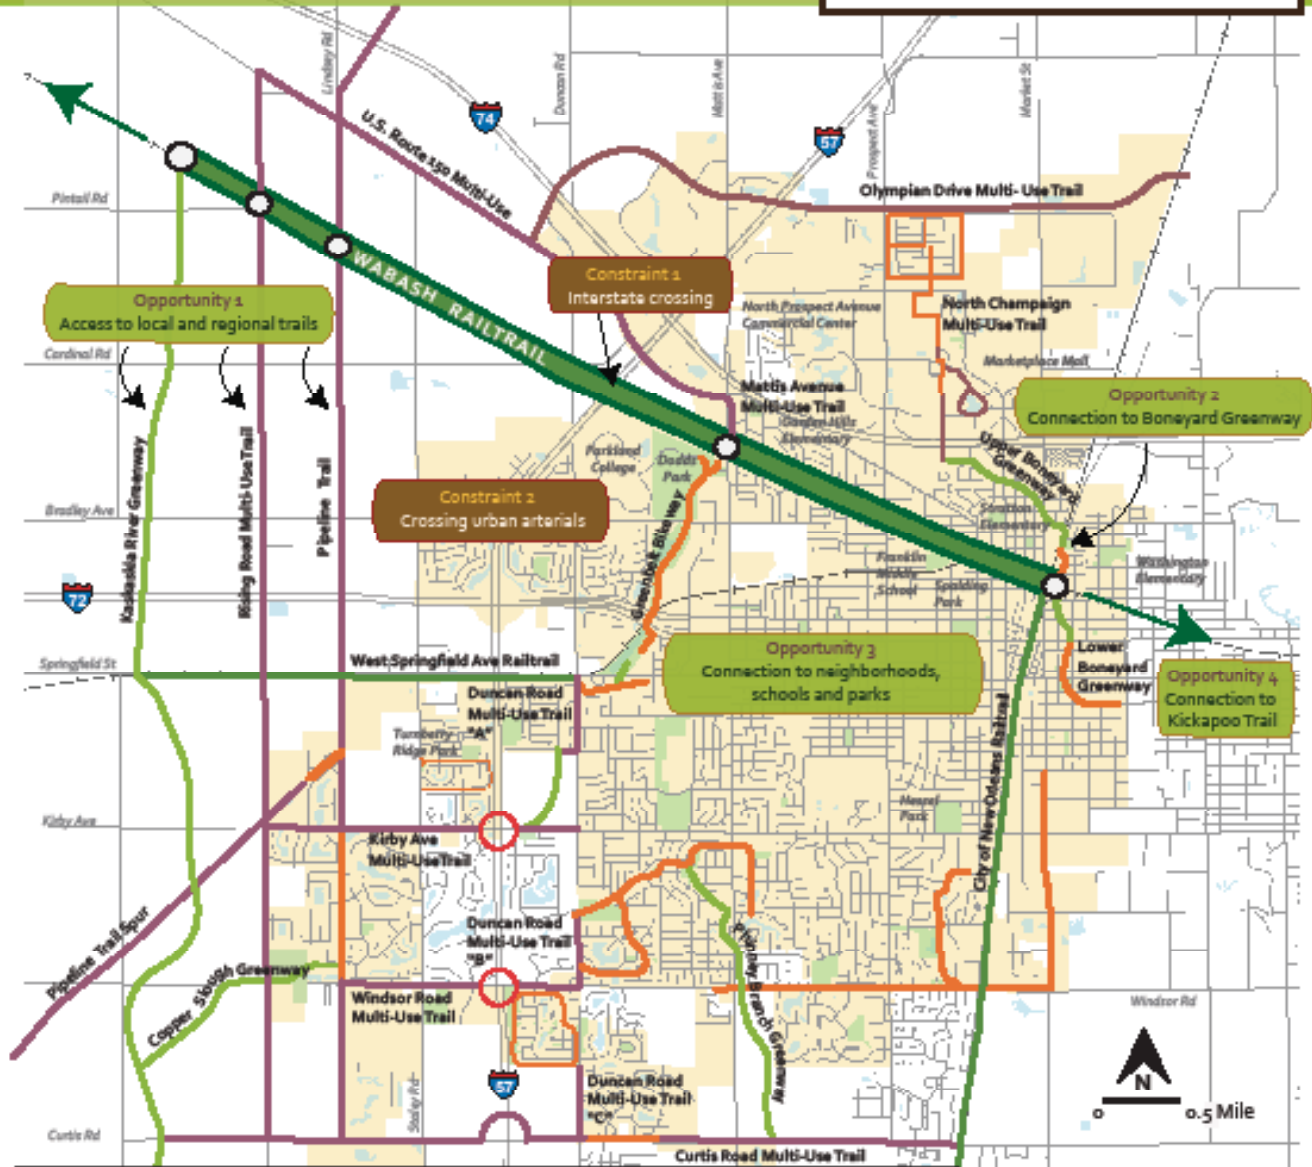 Lindsey Rd
Duncan Rd
Mattis Ave
Prospect Ave
Market St
74
57
U.S. Route 150 Multi-Use
Olympian Drive Multi- Use Trail
Pintail Rd
WABASH RAILTRAIL
Constraint 1
Interstate crossing
Opportunity 1
Access to local and regional trails
North Prospect Avenue
Commercial Center
North Champaign
Multi-Use Trail
Cardinal Rd
Marketplace Mall
Mattis Avenue
Multi-Use Trail
Garden Hills
Elementary
Opportunity 2
Connection to Boneyard Greenway
Parkland
College
Dodds
Park
Upper Boneyard
Greenway
Constraint 2
Crossing urban arterials
Stratton
Elementary
Bradley Ave
Kaskaskia River Greenway
Rising Road Multi-Use Trail
Pipeline Trail
Greenbelt Bikeway
Franklin
Middle
School
Spalding
Park
Washington
Elementary
72
Springfield St
West Springfield Ave Railtrail
Opportunity 3
Connection to neighborhoods,
schools and parks
Lower
Boneyard
Greenway
Opportunity 4
Connection to
Kickapoo Trail
Duncan Road
Multi-Use Trail
"A"
Turnberry
Ridge Park
City of New Orleans Railtrail
Hessel
Park
Kirby Ave
Kirby Ave
Multi-UseTrail
Duncan Road
Multi-Use Trail
"B"
Pipeline Trail Spur
Copper Slough Greenway
Phinney Branch Greenway
Windsor Road
Multi-Use Trail
Windsor Rd
N
0 0.5 Mile
57
Staley Rd
Duncan Road
Multi-Use Trail
"C"
Curtis Rd
Curtis Road Multi-Use Trail